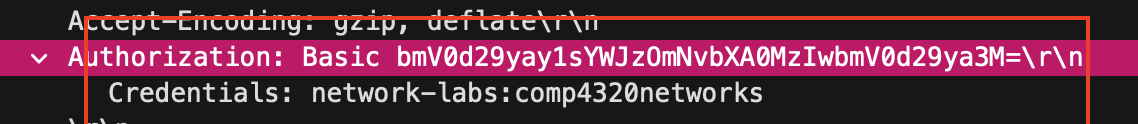 Accept-Encoding: gzip, deflate\r\n
Authorization: Basic bmV0d29yay1sYWJzOmNvbXA0MzIwbmV0d29ya3M=\r\n
Credentials: network-labs:comp4320networks
\r\n